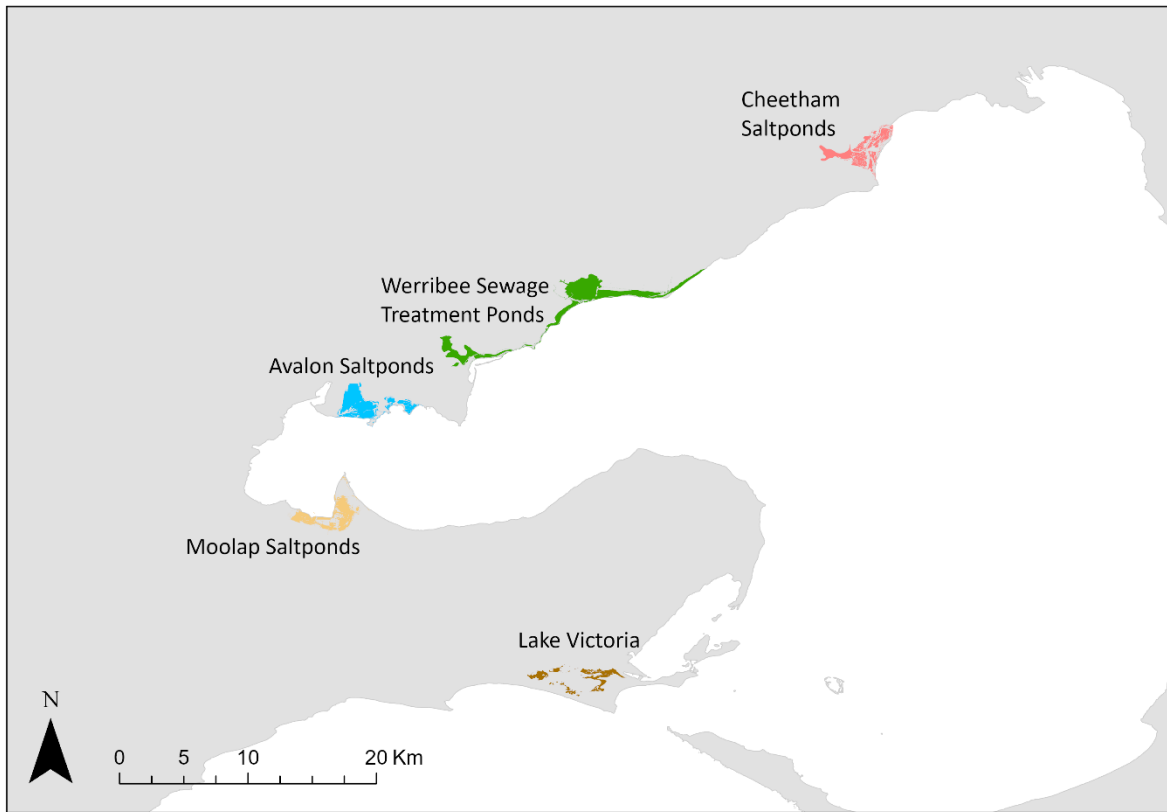 Cheetham
Saltponds
Werribee Sewage
Treatment Ponds
Avalon Saltponds
Moolap Saltponds
Lake Victoria
N
0 5 10 20 Km